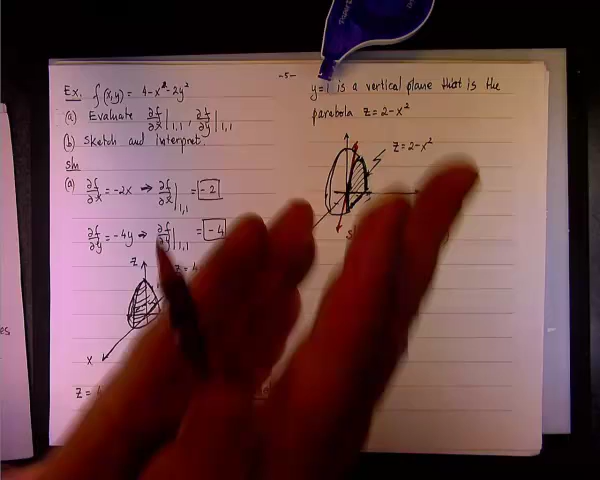 -5-
Ex. f(x,y) = 4-x²-2y²
(a) Evaluate ∂f/∂x|1,1, ∂f/∂y|1,1
(b) Sketch and interpret.
Sln
(a) ∂f/∂x = -2x → ∂f/∂x|1,1 = -2
∂f/∂y = -4y → ∂f/∂y|1,1 = -4
z
x
z =
y=1 is a vertical plane that is the
parabola z = 2-x²
z = 2-x²